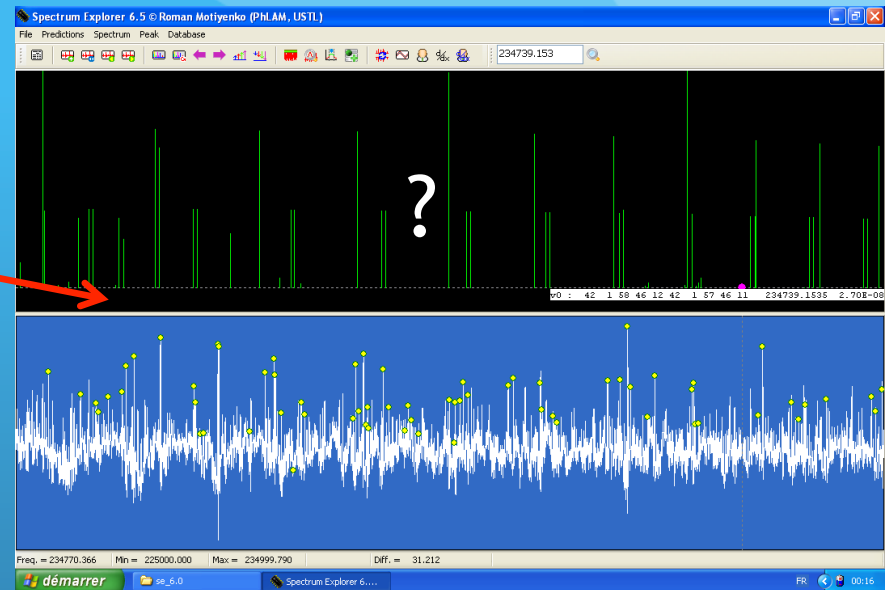 Spectrum Explorer 6.5 © Roman Motiyenko (PhLAM, USTL)
File Predictions Spectrum Peak Database
234739.153
?
v0 : 42 1 58 46 12 42 1 57 46 11 234739.1535 2.70E-08
Freq. = 234770.366 Min = 225000.000 Max = 234999.790 Diff. = 31.212
démarrer se_6.0 Spectrum Explorer 6.... FR 00:16